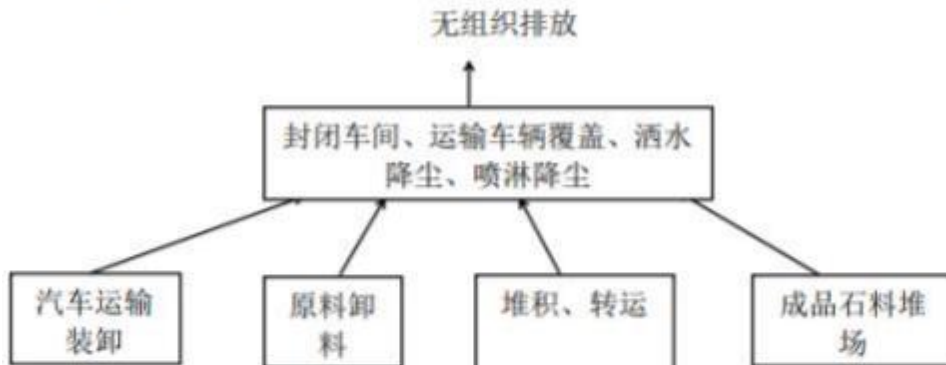 无组织排放
封闭车间、运输车辆覆盖、洒水
降尘、喷淋降尘
汽车运输
装卸
原料卸
料
堆积、转运
成品石料堆
场